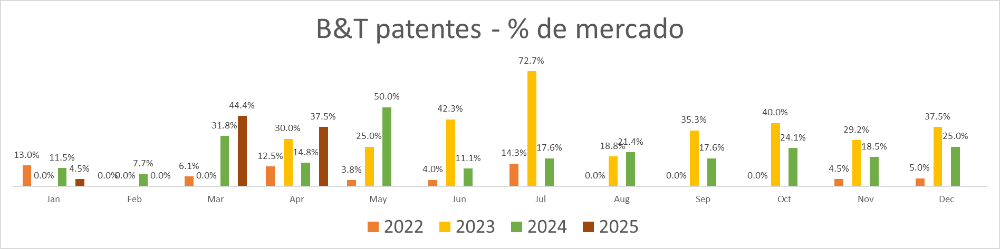 B&T patentes - % de mercado
13.0% 0.0% 11.5% 4.5%
0.0% 0.0% 7.7% 0.0%
6.1% 0.0% 31.8% 44.4%
12.5% 30.0% 14.8% 37.5%
3.8% 25.0% 50.0%
4.0% 42.3% 11.1%
14.3% 72.7% 17.6%
0.0% 18.8% 21.4%
0.0% 35.3% 17.6%
0.0% 40.0% 24.1%
4.5% 29.2% 18.5%
5.0% 37.5% 25.0%
Jan Feb Mar Apr May Jun Jul Aug Sep Oct Nov Dec
2022 2023 2024 2025